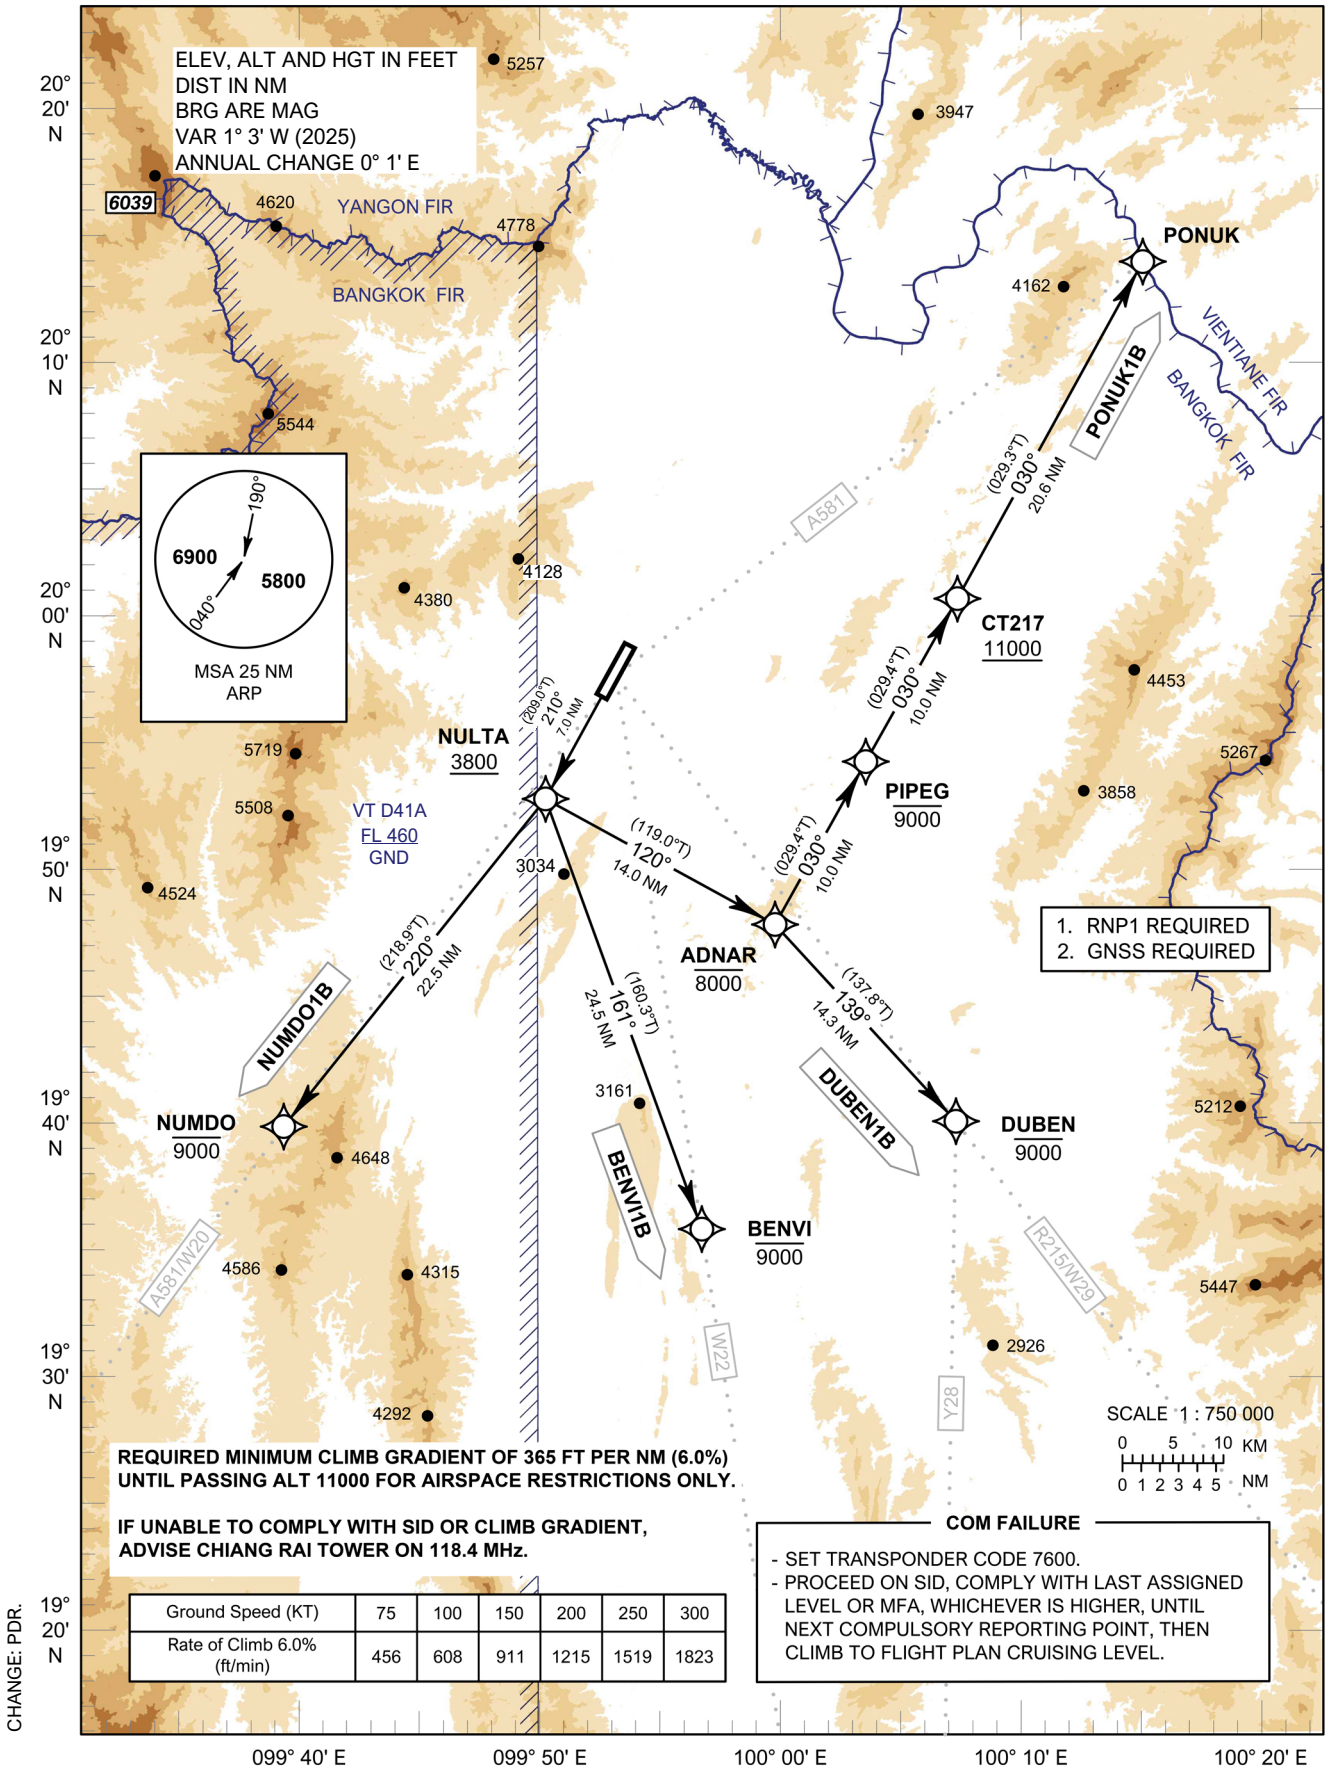 ELEV, ALT AND HGT IN FEET
DIST IN NM
BRG ARE MAG
VAR 1° 3' W (2025)
ANNUAL CHANGE 0° 1' E
5257
3947
20°
20'
N
6039
4620
4778
YANGON FIR
BANGKOK FIR
PONUK
4162
VIENTIANE FIR
BANGKOK FIR
PONUK1B
20°
10'
N
5544
(029.3°T)
030°
20.6 NM
A581
190°
6900
5800
040°
MSA 25 NM
ARP
4128
4380
20°
00'
N
CT217
11000
4453
(029.4°T)
030°
10.0 NM
(209.0°T)
210°
7.0 NM
NULTA
3800
5719
5508
5267
PIPEG
9000
3858
VT D41A
FL 460
GND
(119.0°T)
120°
14.0 NM
(029.4°T)
030°
10.0 NM
19°
50'
N
3034
4524
1. RNP1 REQUIRED
2. GNSS REQUIRED
ADNAR
8000
(218.9°T)
220°
22.5 NM
(160.3°T)
161°
24.5 NM
(137.8°T)
139°
14.3 NM
NUMDO1B
DUBEN1B
19°
40'
N
3161
5212
NUMDO
9000
DUBEN
9000
4648
BENVI1B
BENVI
9000
A581/W20
4586
4315
R215/W29
5447
W22
2926
19°
30'
N
Y28
4292
SCALE 1 : 750 000
0 5 10 KM
0 1 2 3 4 5 NM
REQUIRED MINIMUM CLIMB GRADIENT OF 365 FT PER NM (6.0%)
UNTIL PASSING ALT 11000 FOR AIRSPACE RESTRICTIONS ONLY.
IF UNABLE TO COMPLY WITH SID OR CLIMB GRADIENT,
ADVISE CHIANG RAI TOWER ON 118.4 MHz.
COM FAILURE
- SET TRANSPONDER CODE 7600.
- PROCEED ON SID, COMPLY WITH LAST ASSIGNED
LEVEL OR MFA, WHICHEVER IS HIGHER, UNTIL
NEXT COMPULSORY REPORTING POINT, THEN
CLIMB TO FLIGHT PLAN CRUISING LEVEL.
Ground Speed (KT) 75 100 150 200 250 300
Rate of Climb 6.0%
(ft/min) 456 608 911 1215 1519 1823
19°
20'
N
CHANGE: PDR.
099° 40' E 099° 50' E 100° 00' E 100° 10' E 100° 20' E